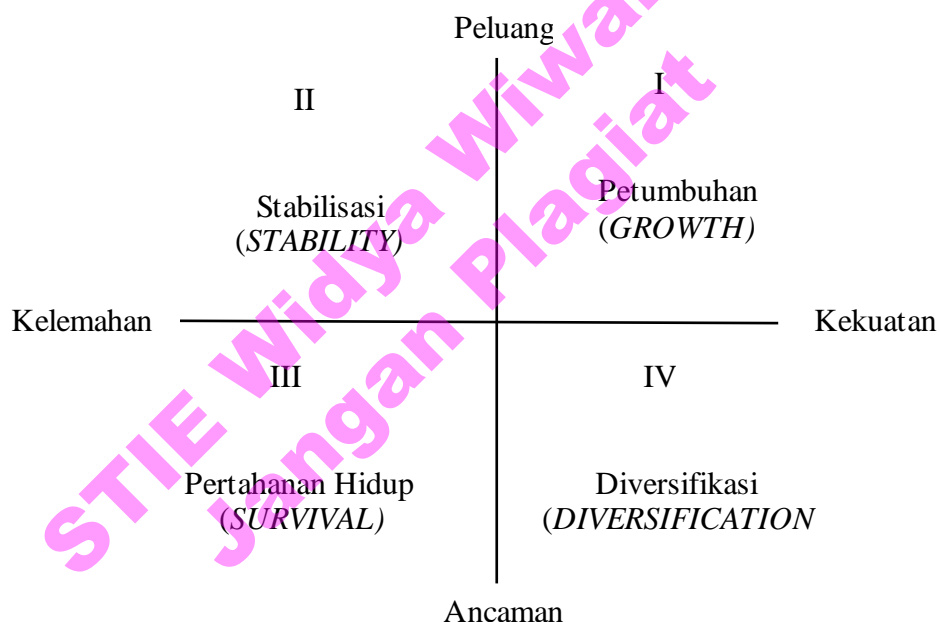 Peluang
II
I
Stabilisasi
(STABILITY)
Petumbuhan
(GROWTH)
Kelemahan
Kekuatan
III
IV
Pertahanan Hidup
(SURVIVAL)
Diversifikasi
(DIVERSIFICATION
Ancaman
STIE Widya
Jangan Plagiat